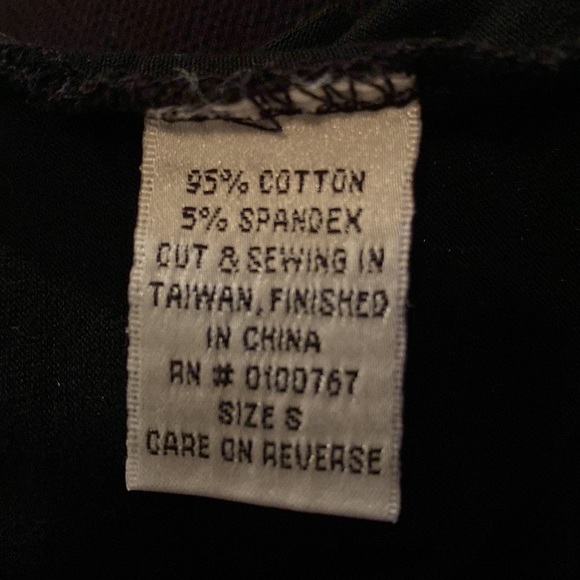 95% COTTON
5% SPANDEX
CUT & SEWING IN
TAIWAN, FINISHED
IN CHINA
RN # 0100767
SIZE S
CARE ON REVERSE